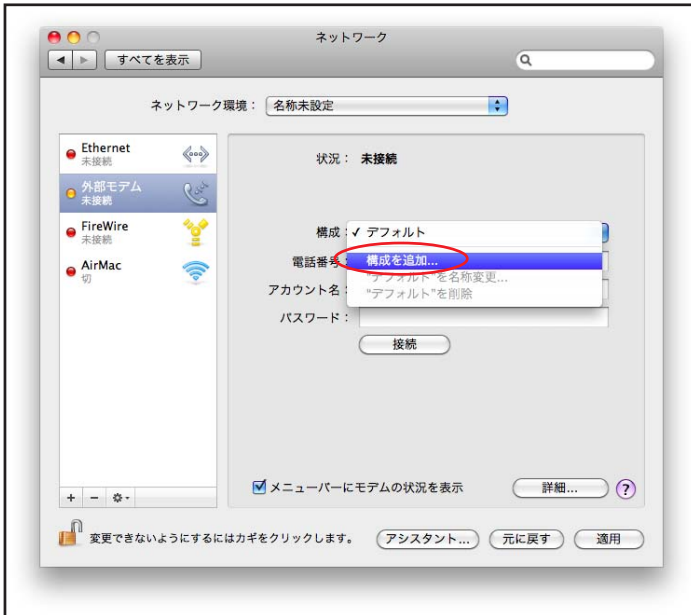 ネットワーク
すべてを表示
ネットワーク環境： 名称未設定
Ethernet
未接続
外部モデム
未接続
FireWire
未接続
AirMac
切
状況： 未接続
構成： ✓ デフォルト
構成を追加...
"デフォルト"を名称変更...
"デフォルト"を削除
電話番号：
アカウント名：
パスワード：
接続
メニューバーにモデムの状況を表示
詳細... ?
変更できないようにするにはカギをクリックします。
アシスタント... 元に戻す 適用